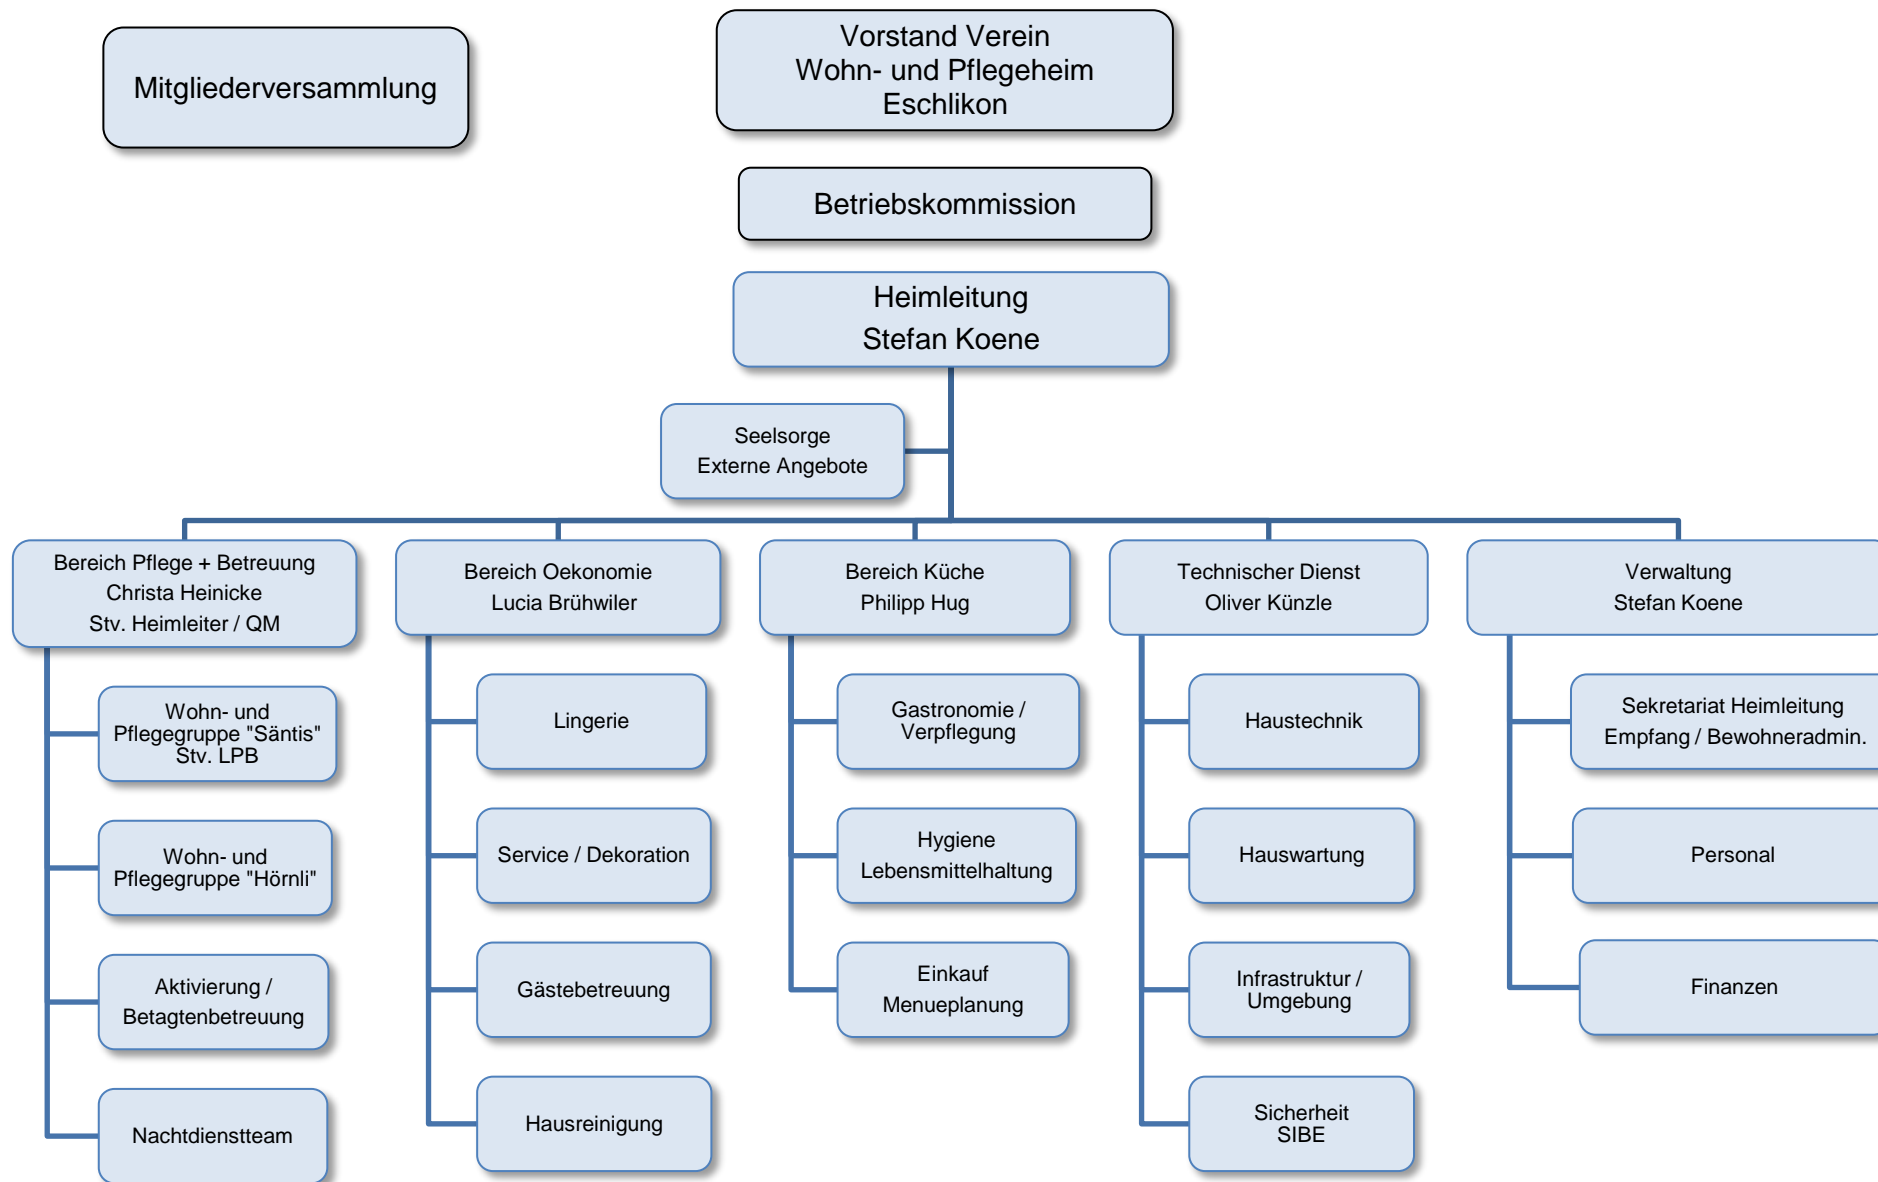 Mitgliederversammlung
Vorstand Verein
Wohn- und Pflegeheim
Eschlikon
Betriebskommission
Heimleitung
Stefan Koene
Seelsorge
Externe Angebote
Bereich Pflege + Betreuung
Christa Heinicke
Stv. Heimleiter / QM
Wohn- und
Pflegegruppe "Säntis"
Stv. LPB
Wohn- und
Pflegegruppe "Hörnli"
Aktivierung /
Betagtenbetreuung
Nachtdienstteam
Bereich Oekonomie
Lucia Brühwiler
Lingerie
Service / Dekoration
Gästebetreuung
Hausreinigung
Bereich Küche
Philipp Hug
Gastronomie /
Verpflegung
Hygiene
Lebensmittelhaltung
Einkauf
Menueplanung
Technischer Dienst
Oliver Künzle
Haustechnik
Hauswartung
Infrastruktur /
Umgebung
Sicherheit
SIBE
Verwaltung
Stefan Koene
Sekretariat Heimleitung
Empfang / Bewohneradmin.
Personal
Finanzen